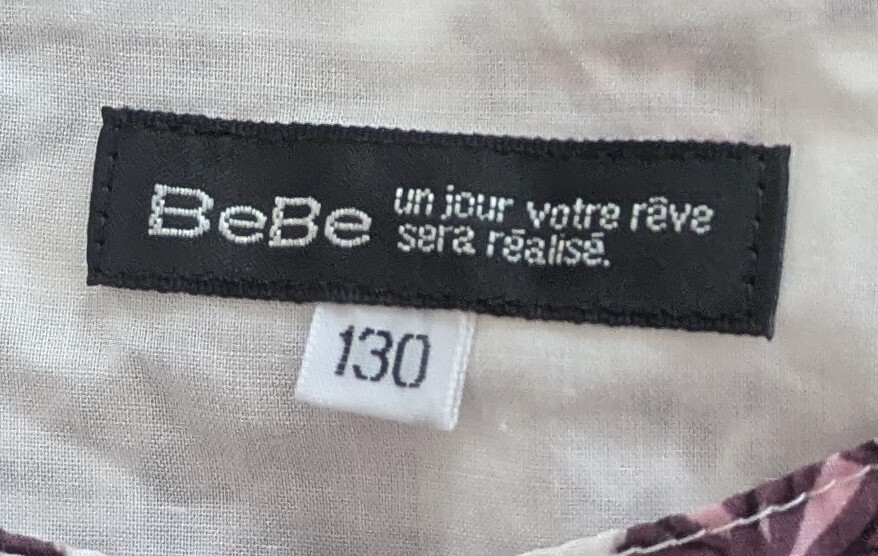 BeBe
un jour votre rêve
sera réalisé.
130